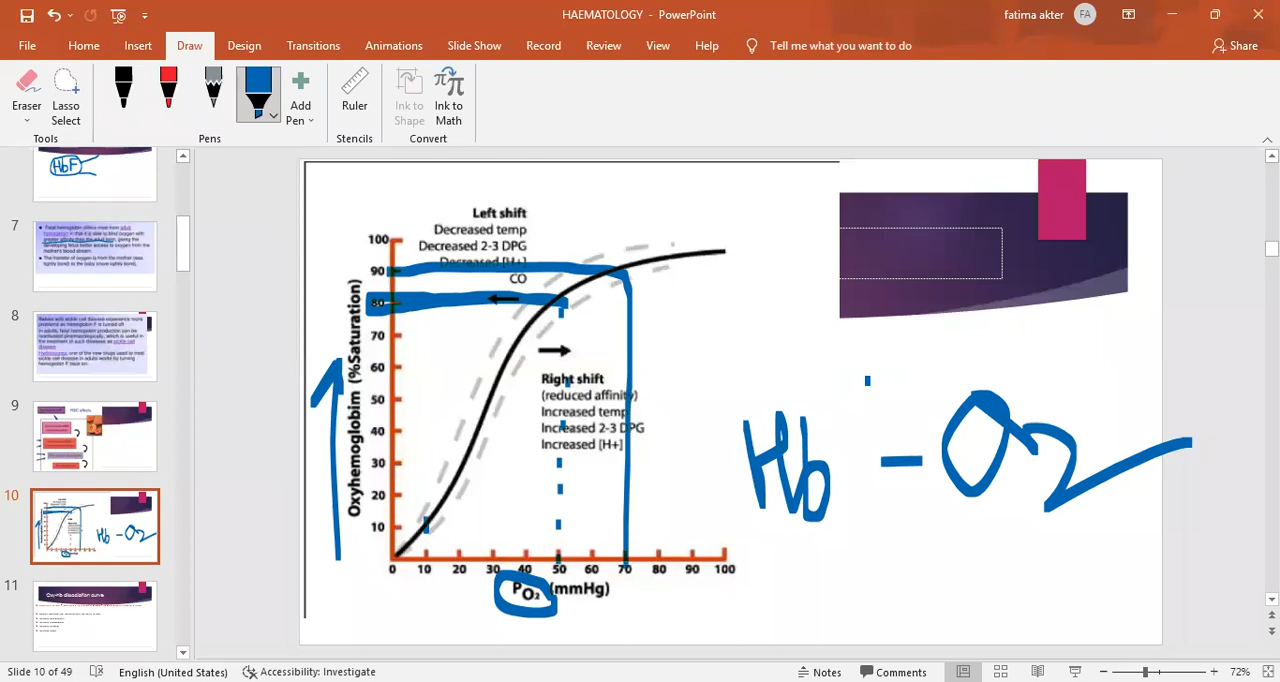 HAEMATOLOGY - PowerPoint
fatima akter
FA
File Home Insert Draw Design Transitions Animations Slide Show Record Review View Help Tell me what you want to do Share
Eraser
Lasso Select
Add Pen
Ruler
Ink to Shape
Ink to Math
Tools
Pens
Stencils
Convert
HbF
7
8
9
10
11
Hb - O2
Oxyhemoglobim (%Saturation)
100
90
80
70
60
50
40
30
20
10
Left shift
Decreased temp
Decreased 2-3 DPG
Decreased [H+]
CO
Right shift
(reduced affinity)
Increased temp
Increased 2-3 DPG
Increased [H+]
0 10 20 30 40 50 60 70 80 90 100
PO2 (mmHg)
Hb - O2
Slide 10 of 49
English (United States)
Accessibility: Investigate
Notes
Comments
72%